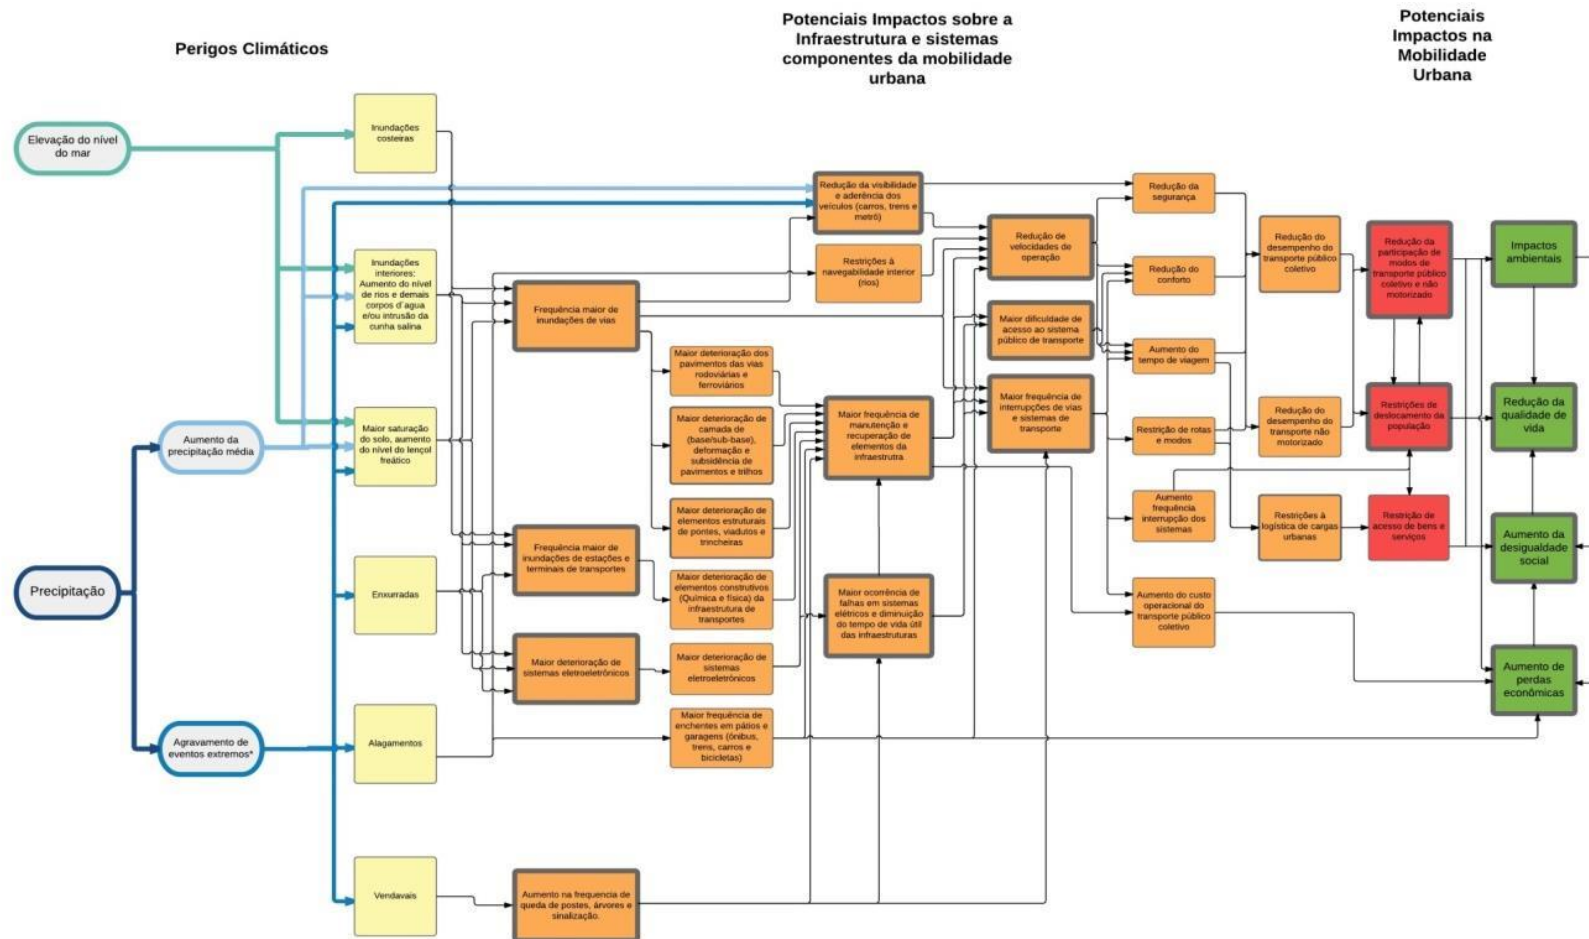 Perigos Climáticos
Potenciais Impactos sobre a
Infraestrutura e sistemas
componentes da mobilidade
urbana
Potenciais
Impactos na
Mobilidade
Urbana
Elevação do nível
do mar
Precipitação
Aumento da
precipitação média
Agravamento de
eventos extremos*
Inundações
costeiras
Inundações
interiores:
Aumento do nível
de rios e demais
corpos d´agua
e/ou intrusão da
cunha salina
Maior saturação
do solo, aumento
do nível do lençol
freático
Enxurradas
Alagamentos
Vendavais
Frequência maior de
inundações de vias
Frequência maior de
inundações de estações e
terminais de transportes
Maior deterioração de
sistemas eletroeletrônicos
Aumento na frequencia de
queda de postes, árvores e
sinalização.
Maior deterioração dos
pavimentos das vias
rodoviárias e
ferroviários
Maior deterioração de
camada de
(base/sub-base),
deformação e
subsidência de
pavimentos e trilhos
Maior deterioração de
elementos estruturais
de pontes, viadutos e
trincheiras
Maior deterioração de
elementos construtivos
(Química e física) da
infraestrutura de
transportes
Maior deterioração de
sistemas
eletroeletrônicos
Maior frequência de
enchentes em pátios e
garagens (ônibus,
trens, carros e
bicicletas)
Redução da visibilidade
e aderência dos
veículos (carros, trens e
metrô)
Restrições à
navegabilidade interior
(rios)
Maior frequência de
manutenção e
recuperação de
elementos da
infraestrutra
Maior ocorrência de
falhas em sistemas
elétricos e diminuição
do tempo de vida útil
das infraestruturas
Redução de
velocidades de
operação
Maior dificuldade de
acesso ao sistema
público de transporte
Maior frequência de
interrupções de vias
e sistemas de
transporte
Redução da
segurança
Redução do
conforto
Aumento do
tempo de viagem
Restrição de rotas
e modos
Aumento
frequência
interrupção dos
sistemas
Aumento do custo
operacional do
transporte público
coletivo
Redução do
desempenho do
transporte público
coletivo
Redução do
desempenho do
transporte não
motorizado
Restrições à
logística de cargas
urbanas
Redução da
participação de
modos de
transporte público
coletivo e não
motorizado
Restrições de
deslocamento da
população
Restrição de
acesso de bens e
serviços
Impactos
ambientais
Redução da
qualidade de
vida
Aumento da
desigualdade
social
Aumento de
perdas
econômicas